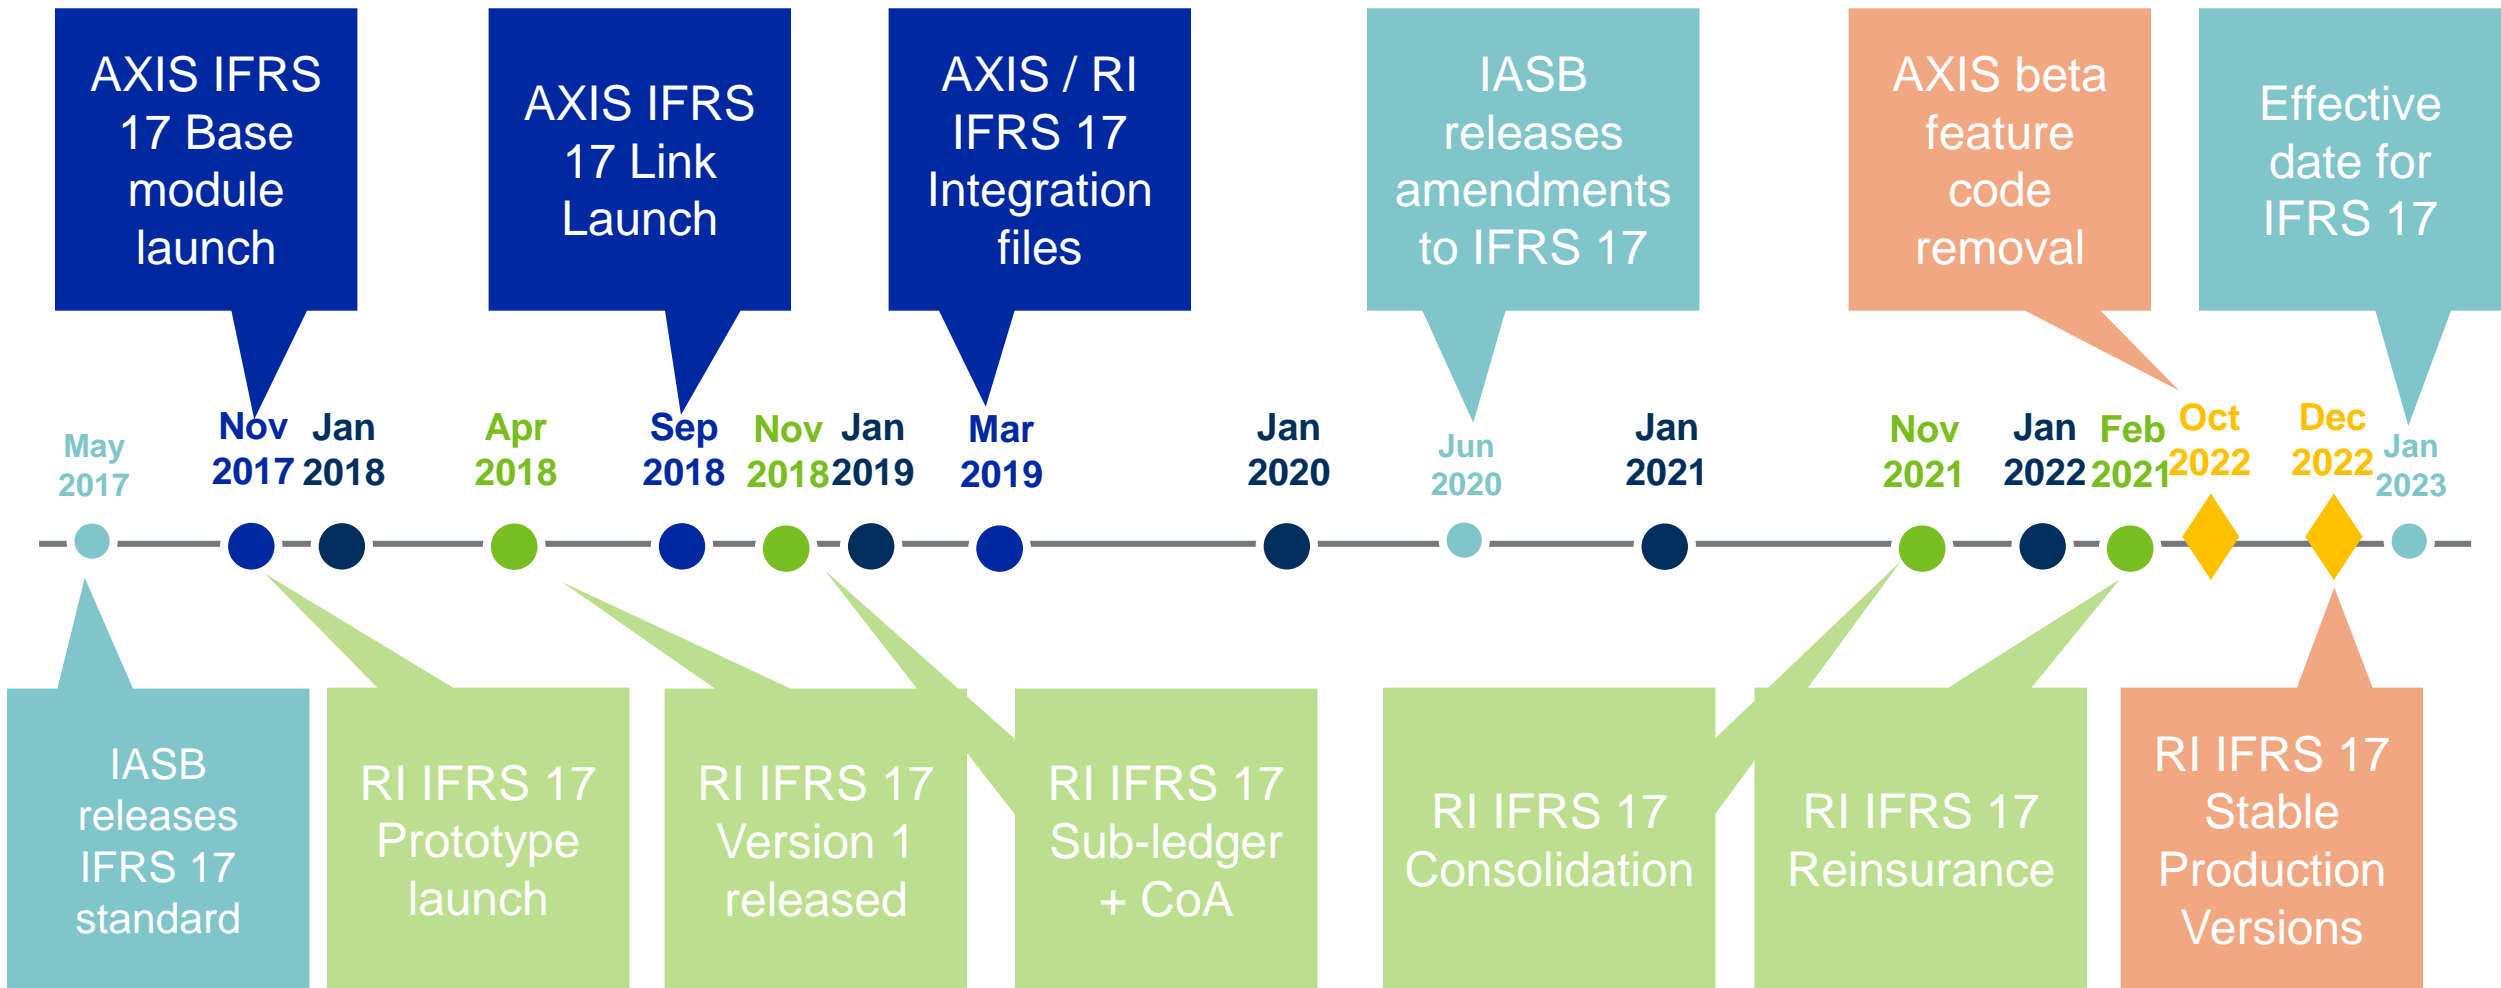 AXIS IFRS
17 Base
module
launch
AXIS IFRS
17 Link
Launch
AXIS / RI
IFRS 17
Integration
files
IASB
releases
amendments
to IFRS 17
AXIS beta
feature
code
removal
Effective
date for
IFRS 17
May
2017
Nov
2017
Jan
2018
Apr
2018
Sep
2018
Nov
2018
Jan
2019
Mar
2019
Jan
2020
Jun
2020
Jan
2021
Nov
2021
Jan
2022
Feb
2021
Oct
2022
Dec
2022
Jan
2023
IASB
releases
IFRS 17
standard
RI IFRS 17
Prototype
launch
RI IFRS 17
Version 1
released
RI IFRS 17
Sub-ledger
+ CoA
RI IFRS 17
Consolidation
RI IFRS 17
Reinsurance
RI IFRS 17
Stable
Production
Versions